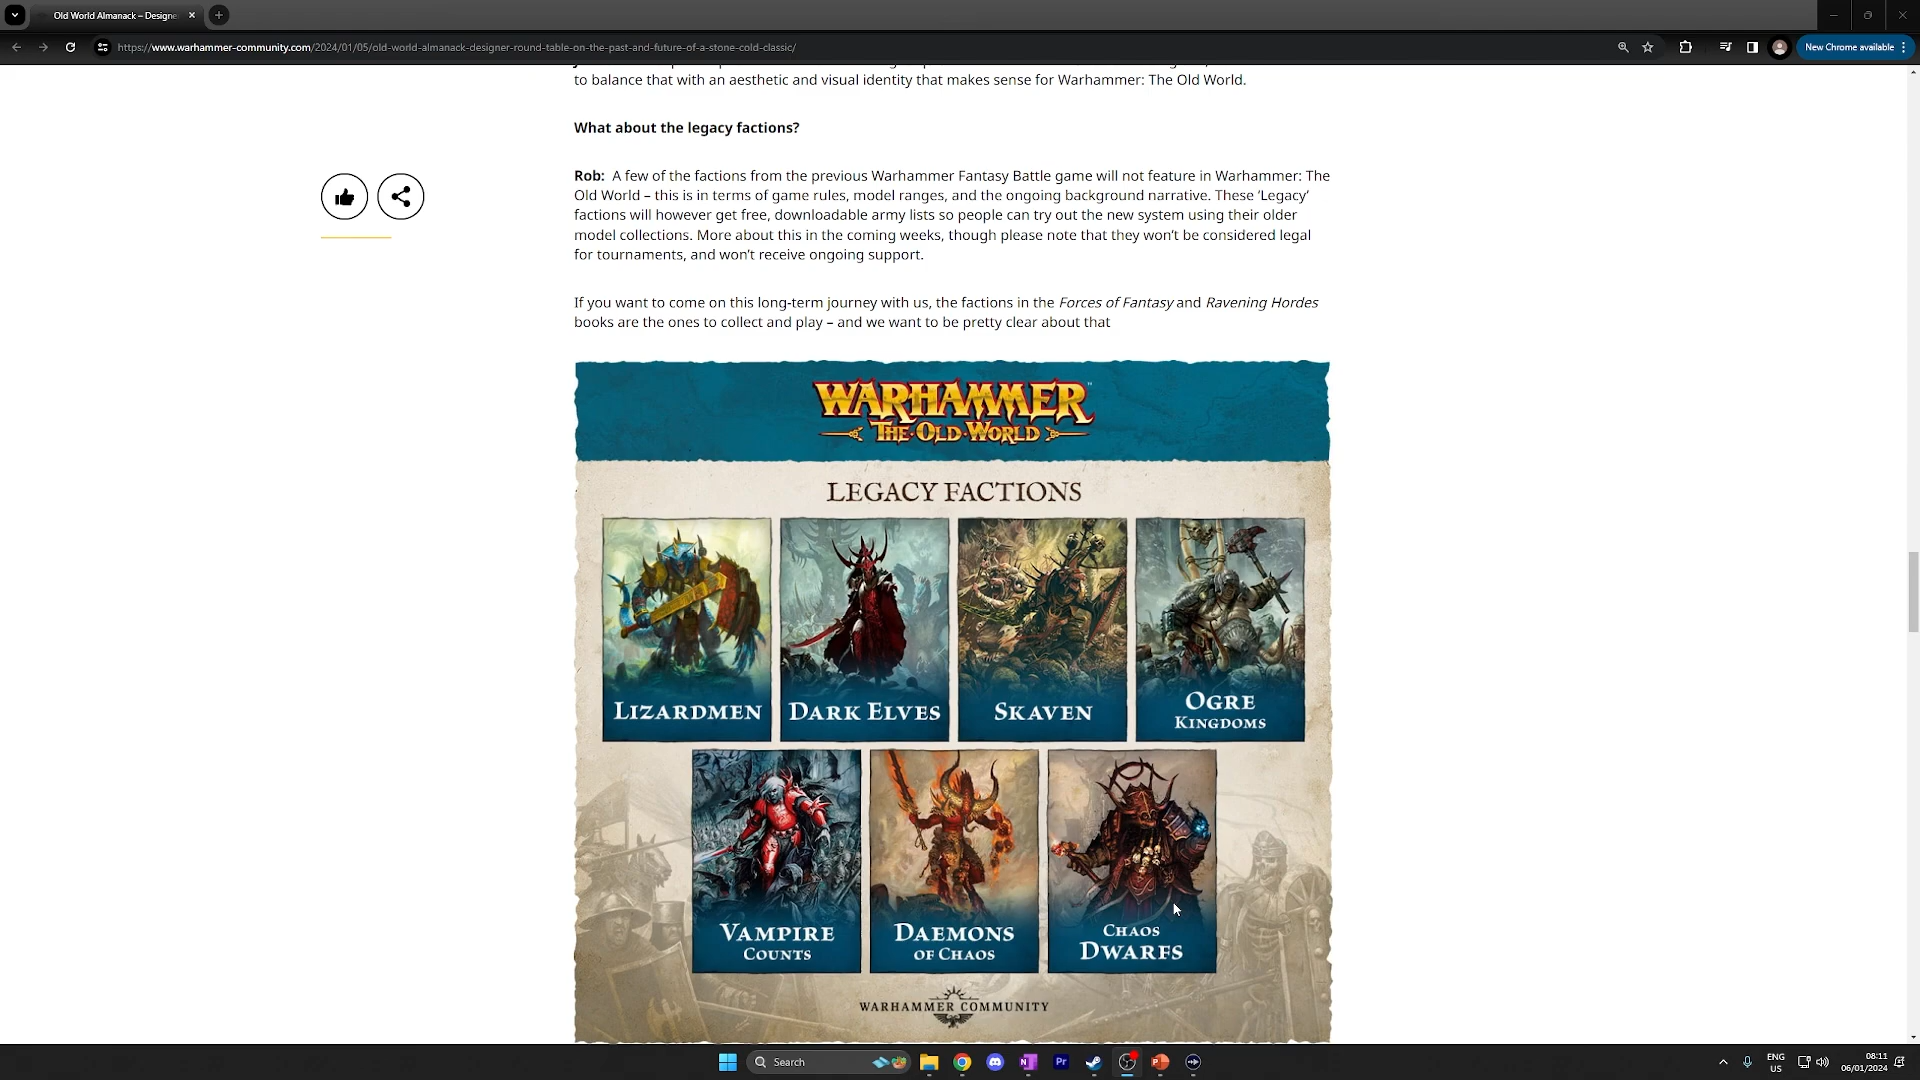 Old World Almanack – Designe
https://www.warhammer-community.com/2024/01/05/old-world-almanack-designer-round-table-on-the-past-and-future-of-a-stone-cold-classic/
New Chrome available
to balance that with an aesthetic and visual identity that makes sense for Warhammer: The Old World.
What about the legacy factions?
Rob: A few of the factions from the previous Warhammer Fantasy Battle game will not feature in Warhammer: The
Old World – this is in terms of game rules, model ranges, and the ongoing background narrative. These ‘Legacy’
factions will however get free, downloadable army lists so people can try out the new system using their older
model collections. More about this in the coming weeks, though please note that they won’t be considered legal
for tournaments, and won’t receive ongoing support.
If you want to come on this long-term journey with us, the factions in the Forces of Fantasy and Ravening Hordes
books are the ones to collect and play – and we want to be pretty clear about that
WARHAMMER™
THE·OLD·WORLD
LEGACY FACTIONS
LIZARDMEN
DARK ELVES
SKAVEN
OGRE
KINGDOMS
VAMPIRE
COUNTS
DAEMONS
OF CHAOS
CHAOS
DWARFS
WARHAMMER COMMUNITY
Search
N
Pr
P
ENG
US
08:11
06/01/2024